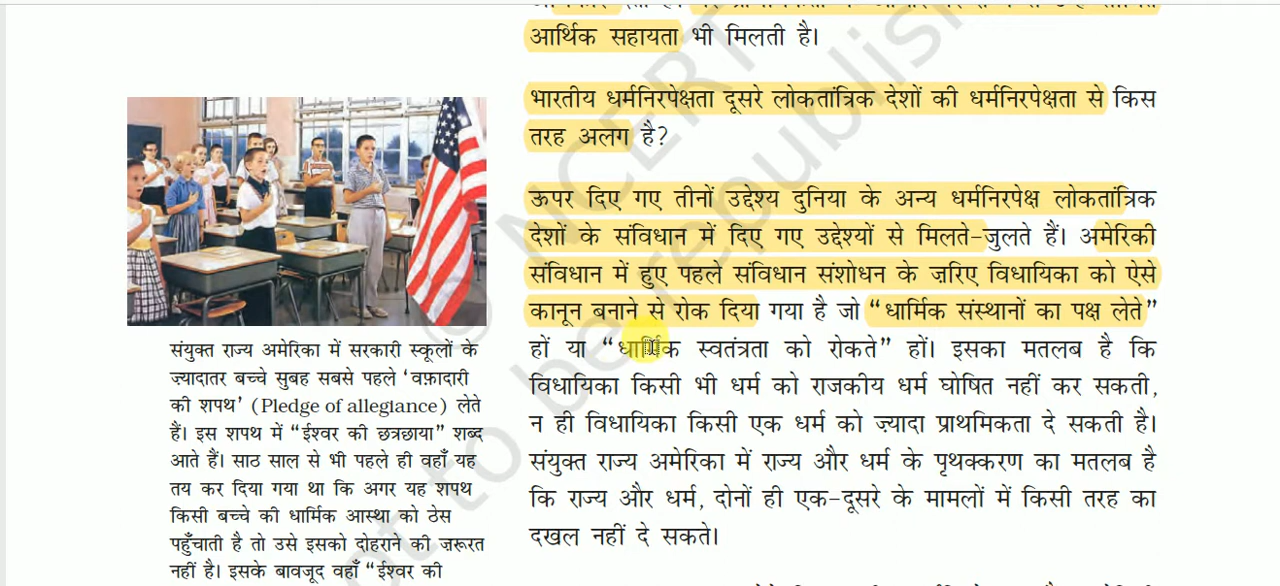 आर्थिक सहायता भी मिलती है।
भारतीय धर्मनिरपेक्षता दूसरे लोकतांत्रिक देशों की धर्मनिरपेक्षता से किस
तरह अलग है?
ऊपर दिए गए तीनों उद्देश्य दुनिया के अन्य धर्मनिरपेक्ष लोकतांत्रिक
देशों के संविधान में दिए गए उद्देश्यों से मिलते-जुलते हैं। अमेरिकी
संविधान में हुए पहले संविधान संशोधन के ज़रिए विधायिका को ऐसे
कानून बनाने से रोक दिया गया है जो “धार्मिक संस्थानों का पक्ष लेते”
हों या “धार्मिक स्वतंत्रता को रोकते” हों। इसका मतलब है कि
विधायिका किसी भी धर्म को राजकीय धर्म घोषित नहीं कर सकती,
न ही विधायिका किसी एक धर्म को ज़्यादा प्राथमिकता दे सकती है।
संयुक्त राज्य अमेरिका में राज्य और धर्म के पृथक्करण का मतलब है
कि राज्य और धर्म, दोनों ही एक-दूसरे के मामलों में किसी तरह का
दखल नहीं दे सकते।
संयुक्त राज्य अमेरिका में सरकारी स्कूलों के
ज़्यादातर बच्चे सुबह सबसे पहले ‘वफ़ादारी
की शपथ’ (Pledge of allegiance) लेते
हैं। इस शपथ में “ईश्वर की छत्रछाया” शब्द
आते हैं। साठ साल से भी पहले ही वहाँ यह
तय कर दिया गया था कि अगर यह शपथ
किसी बच्चे की धार्मिक आस्था को ठेस
पहुँचाती है तो उसे इसको दोहराने की ज़रूरत
नहीं है। इसके बावजूद वहाँ “ईश्वर की
© NCERT
not to be republish